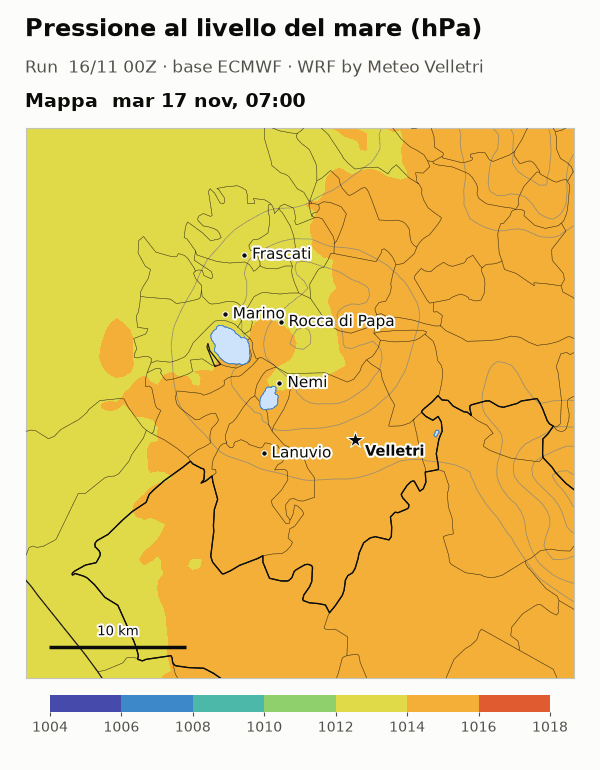 Pressione al livello del mare (hPa)
Run  16/11 00Z · base ECMWF · WRF by Meteo Velletri
Mappa  mar 17 nov, 07:00
Frascati
Marino
Rocca di Papa
Nemi
Velletri
Lanuvio
10 km
1004 1006 1008 1010 1012 1014 1016 1018